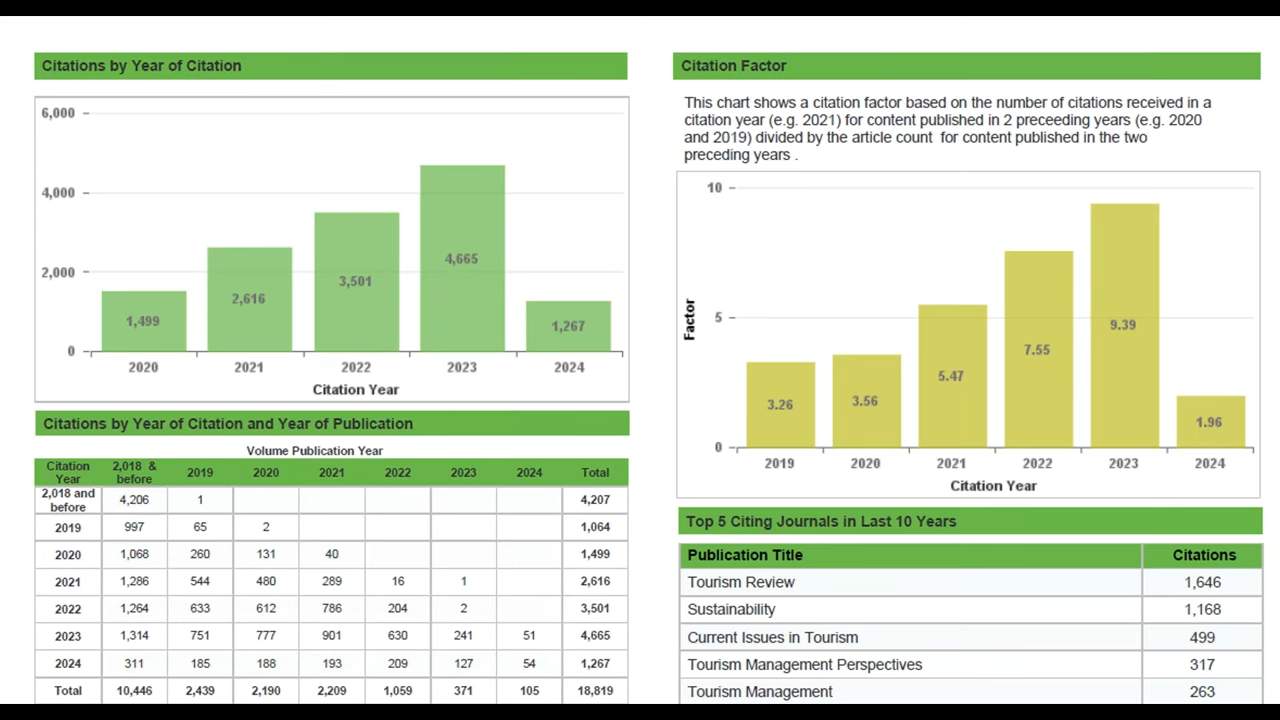 Citations by Year of Citation
6,000
4,000
2,000
0
1,499
2,616
3,501
4,665
1,267
2020 2021 2022 2023 2024
Citation Year
Citations by Year of Citation and Year of Publication
Volume Publication Year
Citation Year 2,018 & before 2019 2020 2021 2022 2023 2024 Total
2,018 and before 4,206 1 4,207
2019 997 65 2 1,064
2020 1,068 260 131 40 1,499
2021 1,286 544 480 289 16 1 2,616
2022 1,264 633 612 786 204 2 3,501
2023 1,314 751 777 901 630 241 51 4,665
2024 311 185 188 193 209 127 54 1,267
Total 10,446 2,439 2,190 2,209 1,059 371 105 18,819
Citation Factor
This chart shows a citation factor based on the number of citations received in a
citation year (e.g. 2021) for content published in 2 preceeding years (e.g. 2020
and 2019) divided by the article count for content published in the two
preceding years .
10
5
0
Factor
3.26
3.56
5.47
7.55
9.39
1.96
2019 2020 2021 2022 2023 2024
Citation Year
Top 5 Citing Journals in Last 10 Years
Publication Title Citations
Tourism Review 1,646
Sustainability 1,168
Current Issues in Tourism 499
Tourism Management Perspectives 317
Tourism Management 263